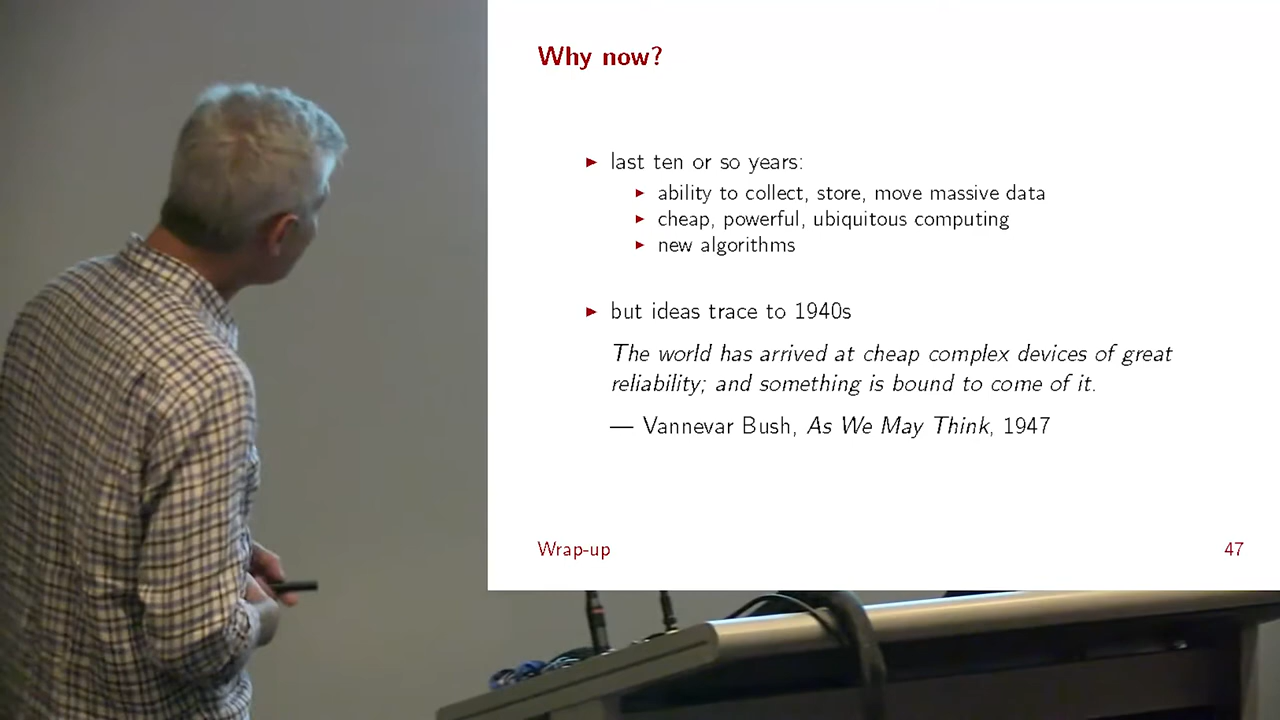 Why now?
► last ten or so years:
► ability to collect, store, move massive data
► cheap, powerful, ubiquitous computing
► new algorithms
► but ideas trace to 1940s
The world has arrived at cheap complex devices of great
reliability; and something is bound to come of it.
— Vannevar Bush, As We May Think, 1947
Wrap-up
47